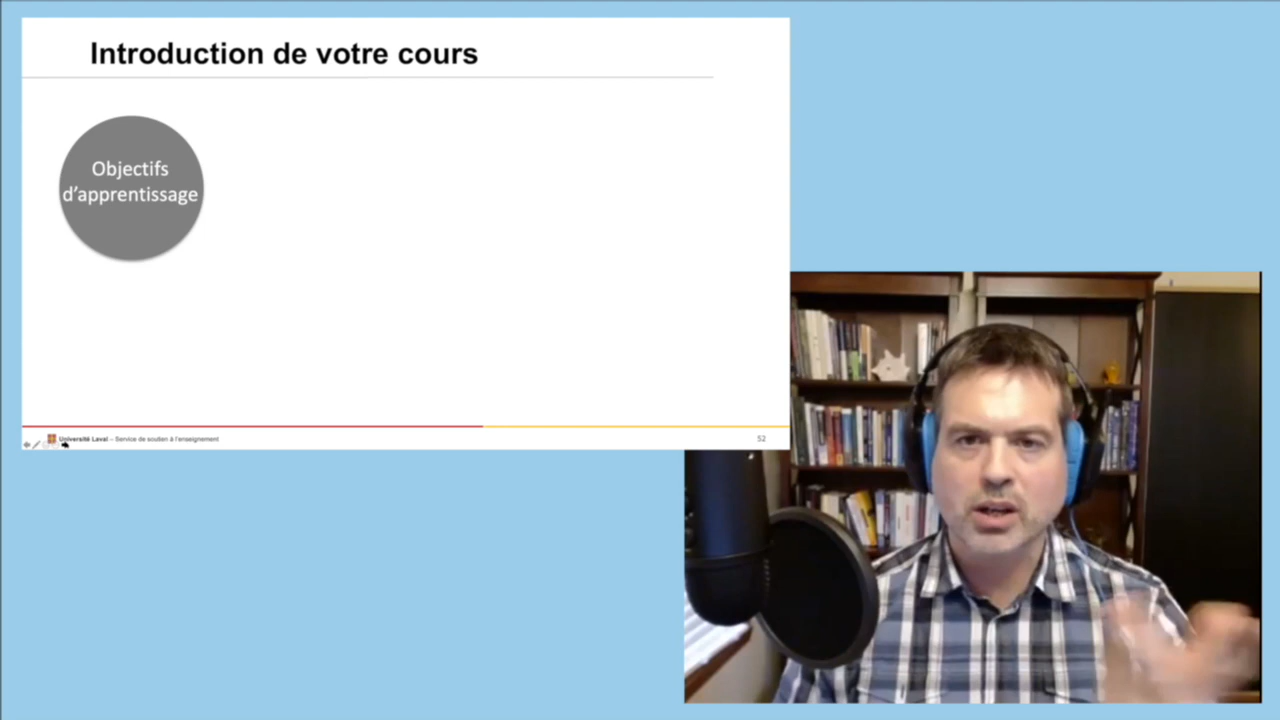 Introduction de votre cours
Objectifs
d’apprentissage
Université Laval – Service de soutien à l’enseignement
52